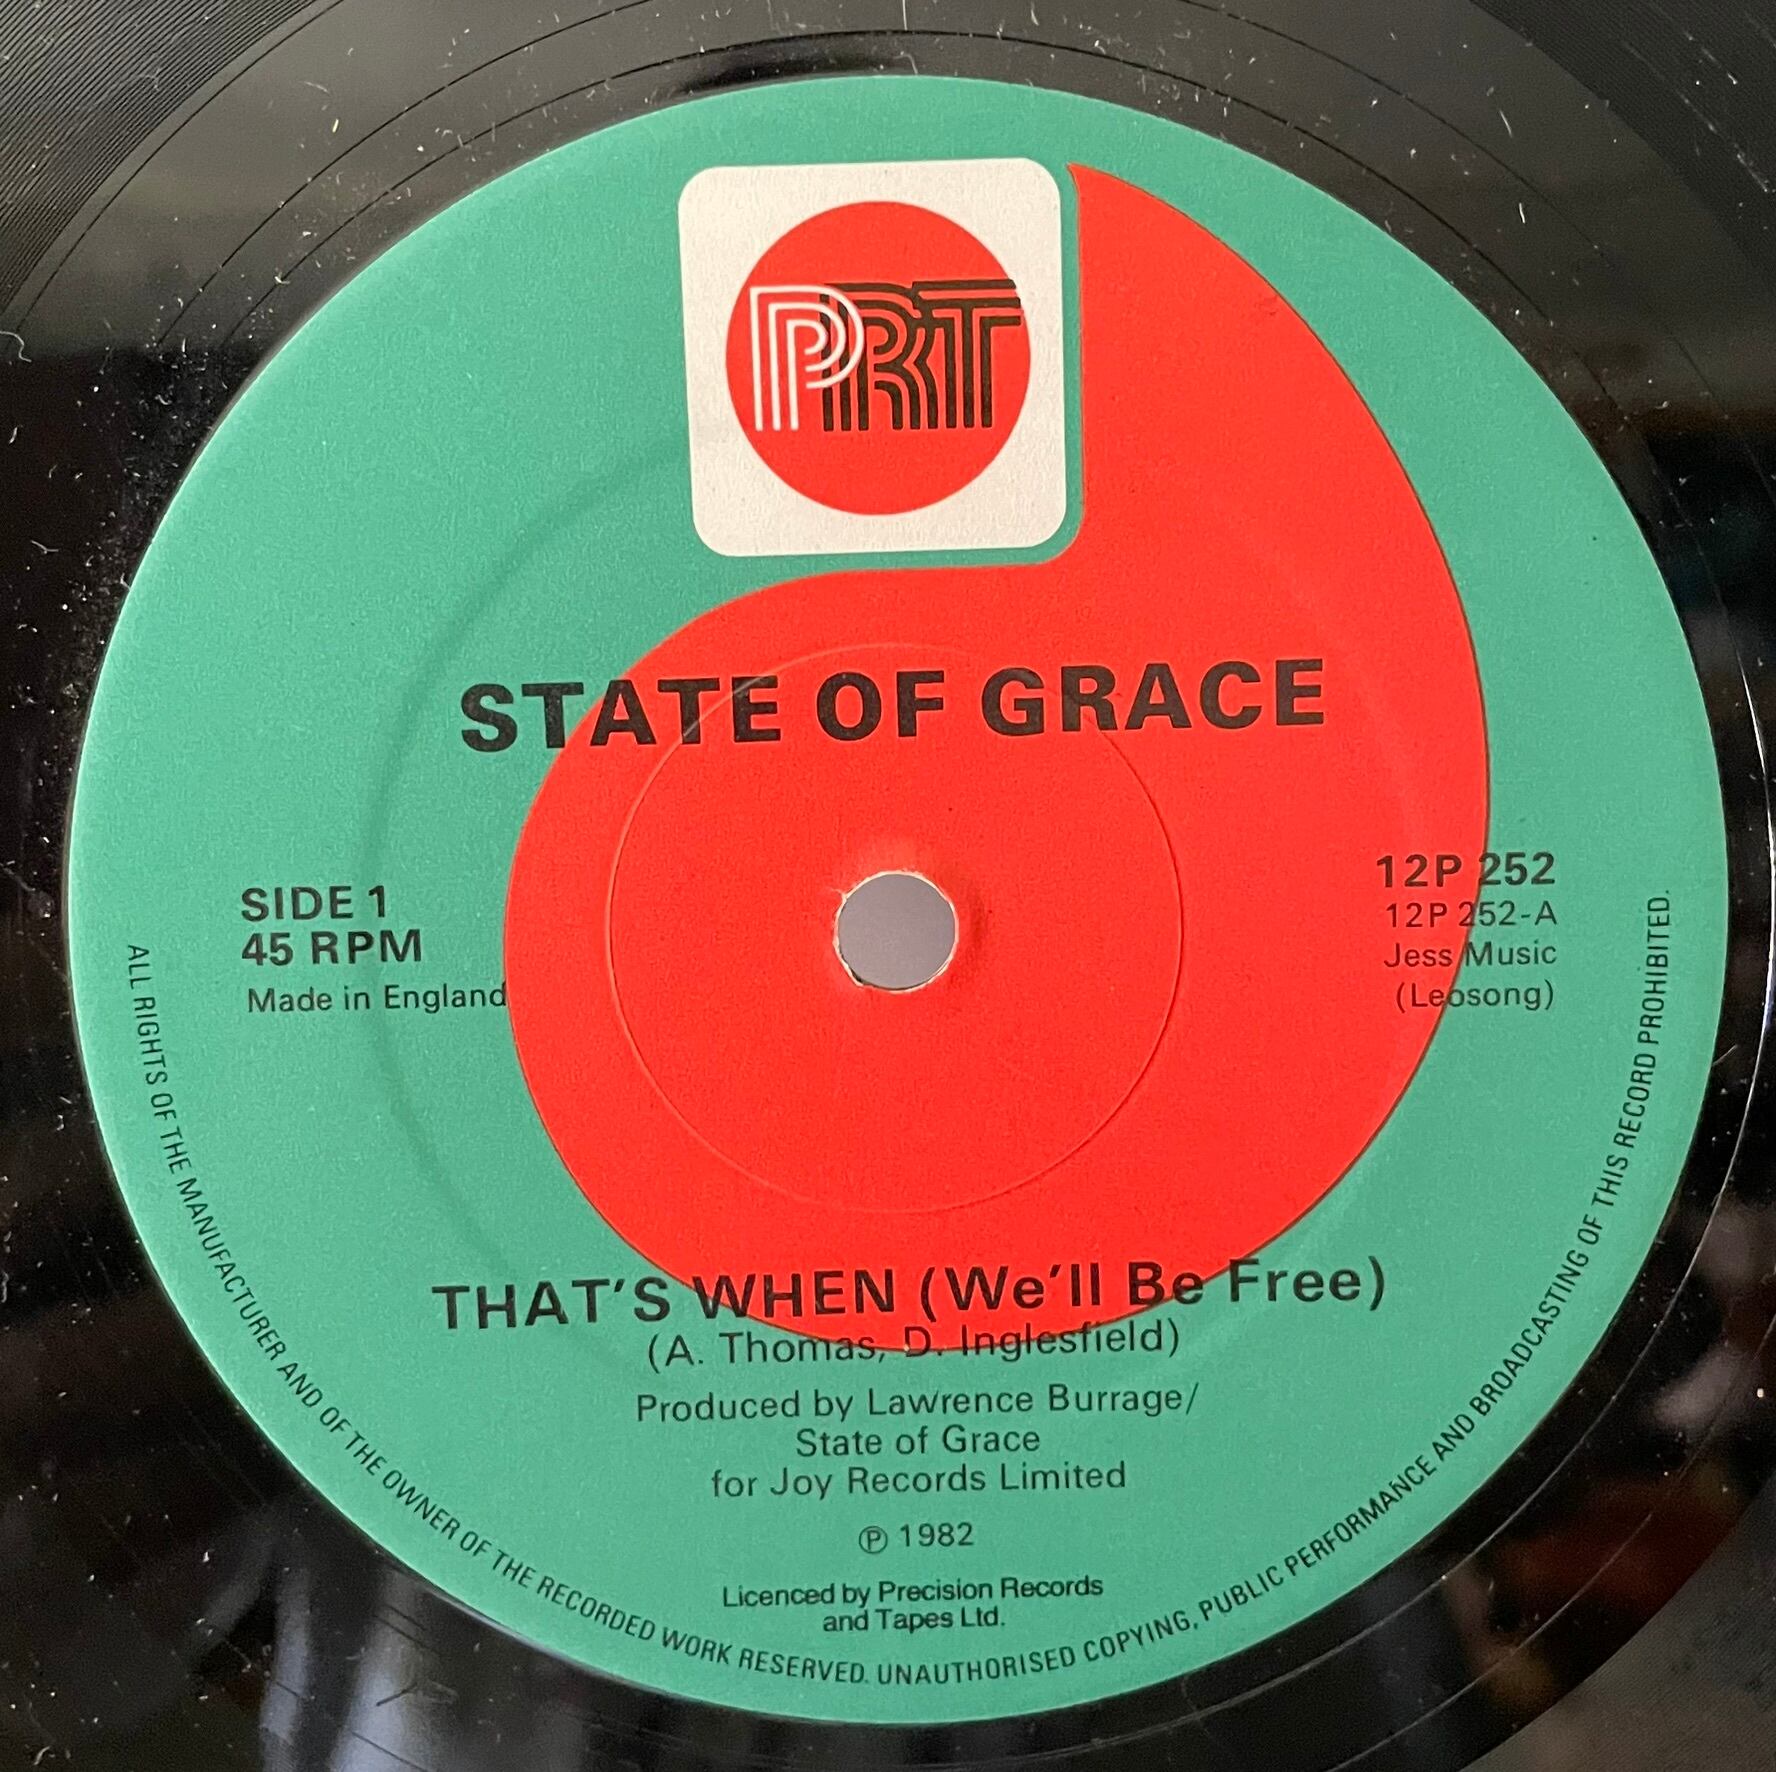 PRT
STATE OF GRACE
SIDE 1
45 RPM
Made in England
12P 252
12P 252-A
Jess Music
(Leosong)
THAT'S WHEN (We'll Be Free)
(A. Thomas, D. Inglesfield)
Produced by Lawrence Burrage/
State of Grace
for Joy Records Limited
℗ 1982
Licenced by Precision Records
and Tapes Ltd.
ALL RIGHTS OF THE MANUFACTURER AND OF THE OWNER OF THE RECORDED WORK RESERVED. UNAUTHORISED COPYING, PUBLIC PERFORMANCE AND BROADCASTING OF THIS RECORD PROHIBITED.